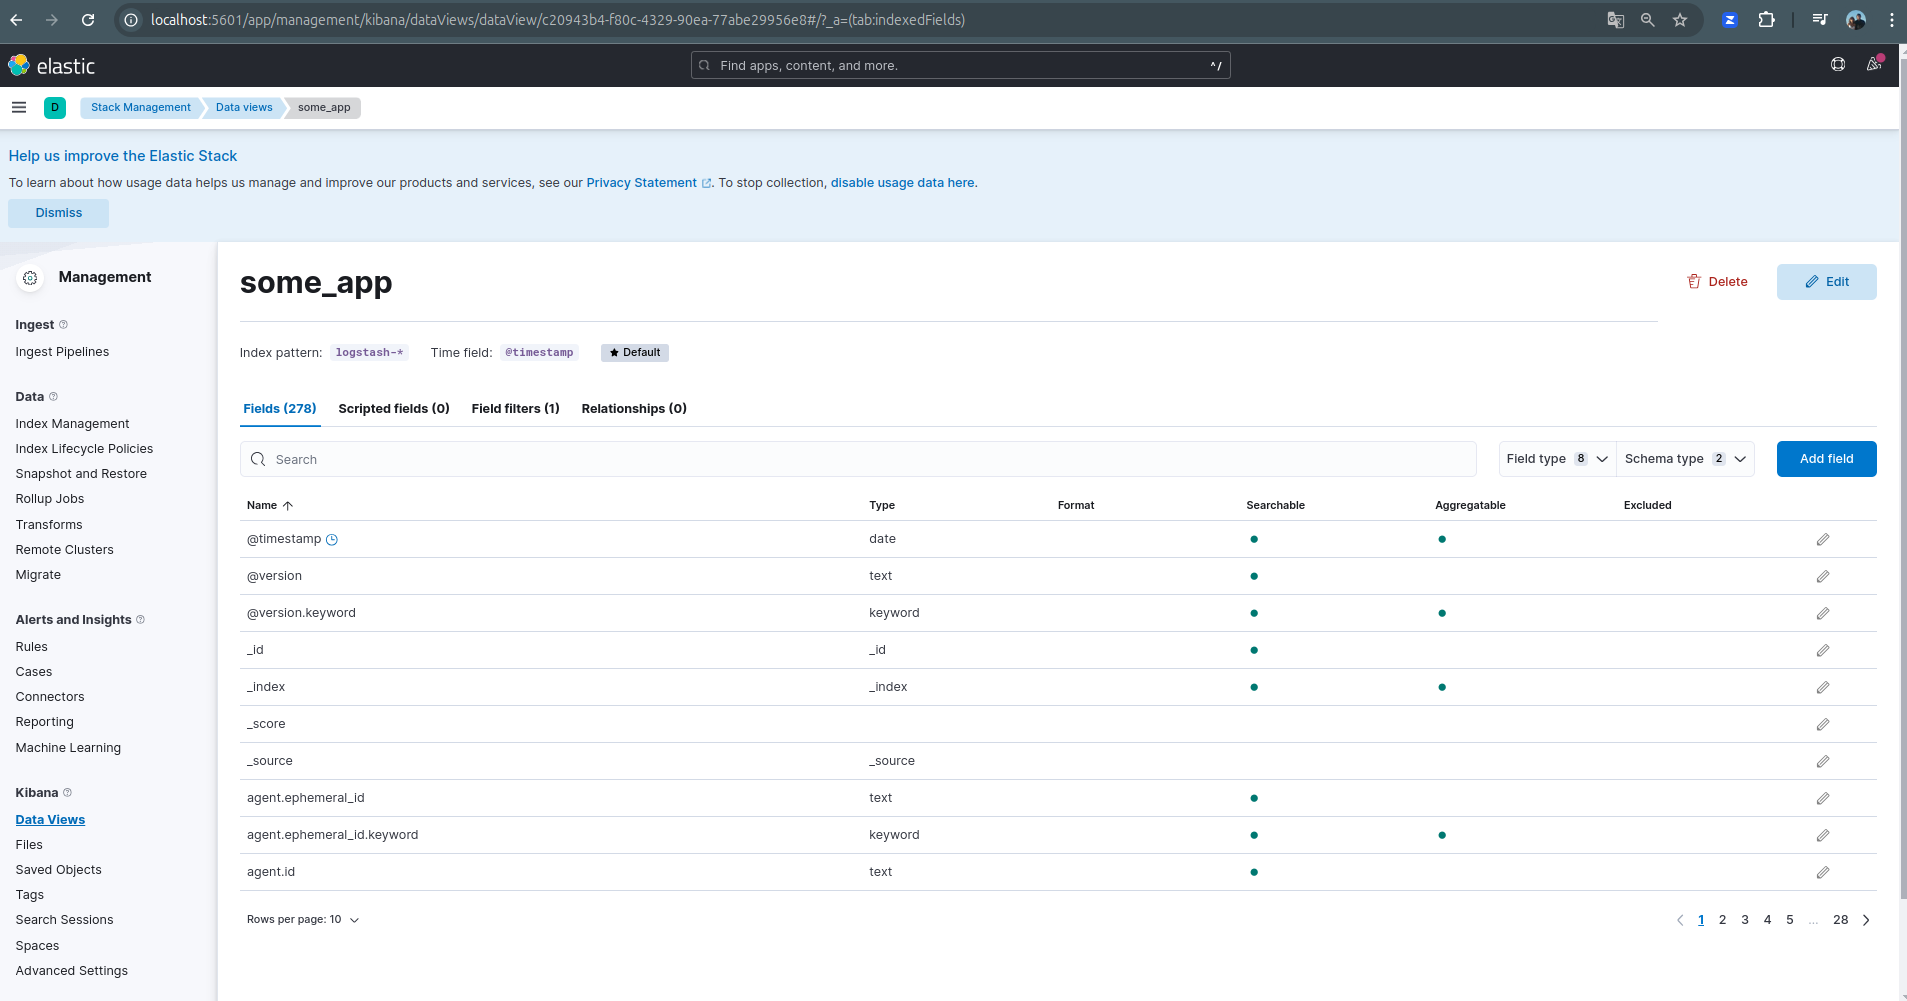 localhost:5601/app/management/kibana/dataViews/dataView/c20943b4-f80c-4329-90ea-77abe29956e8#/?_a=(tab:indexedFields)
elastic
Find apps, content, and more.
^/
D
Stack Management
Data views
some_app
Help us improve the Elastic Stack
To learn about how usage data helps us manage and improve our products and services, see our Privacy Statement. To stop collection, disable usage data here.
Dismiss
Management
Ingest
Ingest Pipelines
Data
Index Management
Index Lifecycle Policies
Snapshot and Restore
Rollup Jobs
Transforms
Remote Clusters
Migrate
Alerts and Insights
Rules
Cases
Connectors
Reporting
Machine Learning
Kibana
Data Views
Files
Saved Objects
Tags
Search Sessions
Spaces
Advanced Settings
some_app
Delete
Edit
Index pattern: logstash-* Time field: @timestamp Default
Fields (278) Scripted fields (0) Field filters (1) Relationships (0)
Search
Field type 8
Schema type 2
Add field
Name Type Format Searchable Aggregatable Excluded
@timestamp date
@version text
@version.keyword keyword
_id _id
_index _index
_score
_source _source
agent.ephemeral_id text
agent.ephemeral_id.keyword keyword
agent.id text
Rows per page: 10
1 2 3 4 5 ... 28